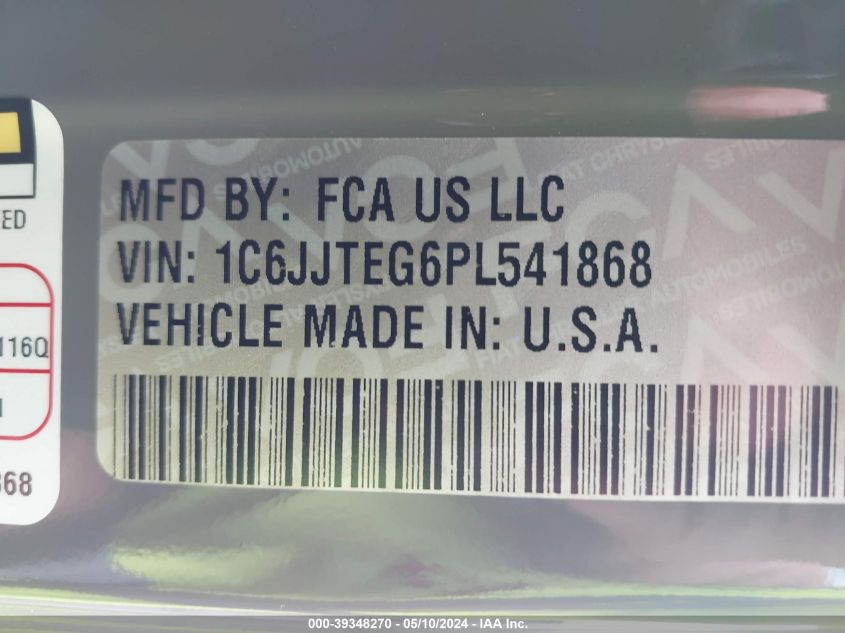 MFD BY: FCA US LLC
VIN: 1C6JJTEG6PL541868
VEHICLE MADE IN: U.S.A.
ED
116Q
868
000-39348270 - 05/10/2024 - IAA Inc.